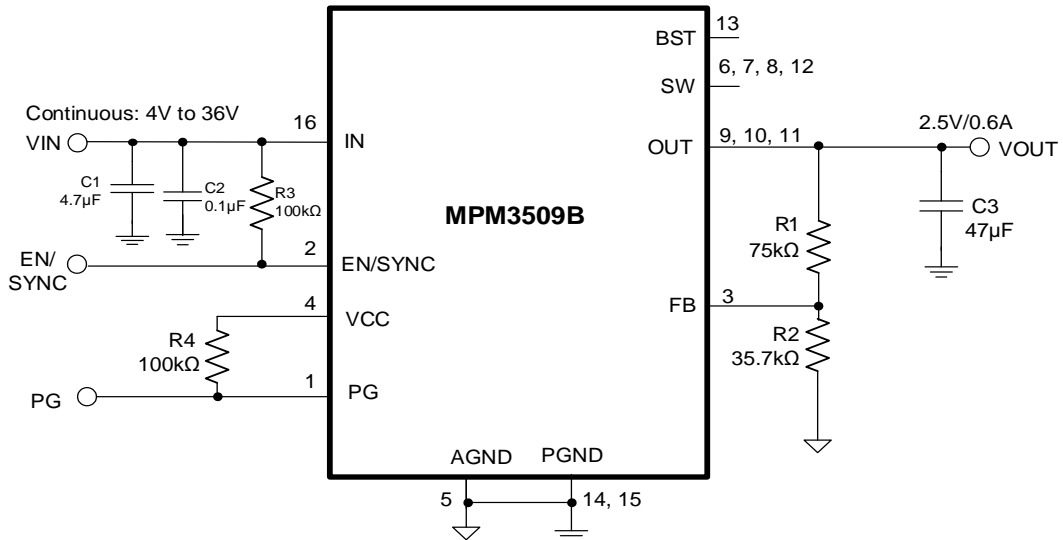 13
BST
6, 7, 8, 12
SW
Continuous: 4V to 36V
16
VIN
IN
2.5V/0.6A
9, 10, 11
OUT
VOUT
C1
4.7µF
C2
0.1µF
R3
100kΩ
MPM3509B
C3
47µF
R1
75kΩ
EN/
SYNC
2
EN/SYNC
3
FB
4
VCC
R4
100kΩ
R2
35.7kΩ
1
PG
PG
AGND
PGND
5
14, 15